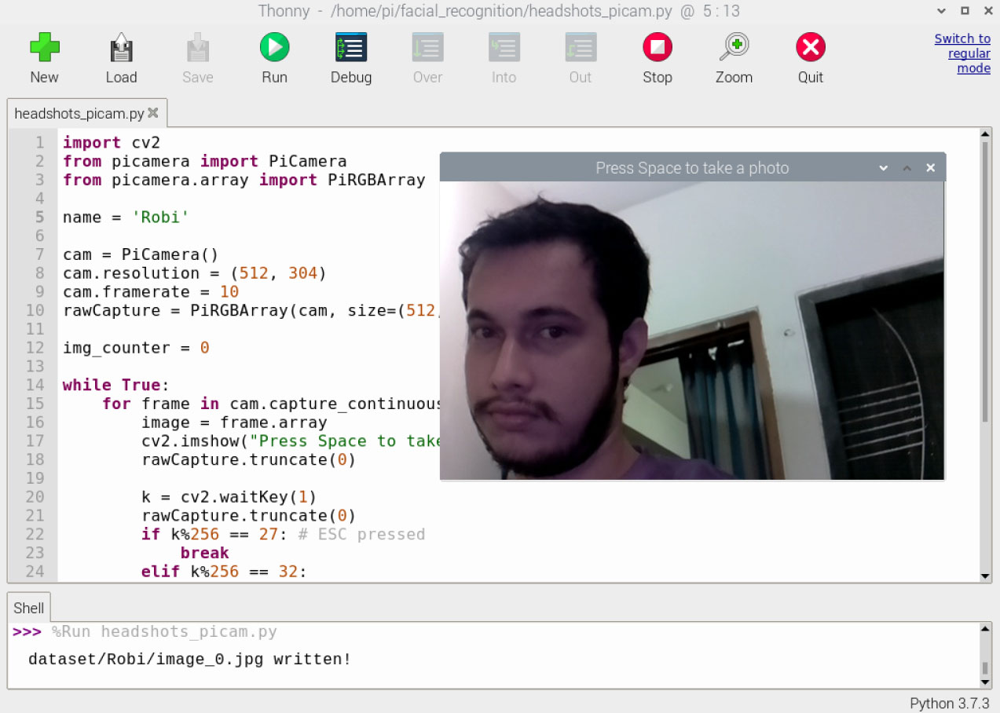 Thonny - /home/pi/facial_recognition/headshots_picam.py @ 5 : 13
New
Load
Save
Run
Debug
Over
Into
Out
Stop
Zoom
Quit
Switch to
regular
mode
headshots_picam.py
1 import cv2
2 from picamera import PiCamera
3 from picamera.array import PiRGBArray
4
5 name = 'Robi'
6
7 cam = PiCamera()
8 cam.resolution = (512, 304)
9 cam.framerate = 10
10 rawCapture = PiRGBArray(cam, size=(512,
11
12 img_counter = 0
13
14 while True:
15     for frame in cam.capture_continuous
16         image = frame.array
17         cv2.imshow("Press Space to take
18         rawCapture.truncate(0)
19
20         k = cv2.waitKey(1)
21         rawCapture.truncate(0)
22         if k%256 == 27: # ESC pressed
23             break
24         elif k%256 == 32:
Press Space to take a photo
Shell
>>> %Run headshots_picam.py
dataset/Robi/image_0.jpg written!
Python 3.7.3